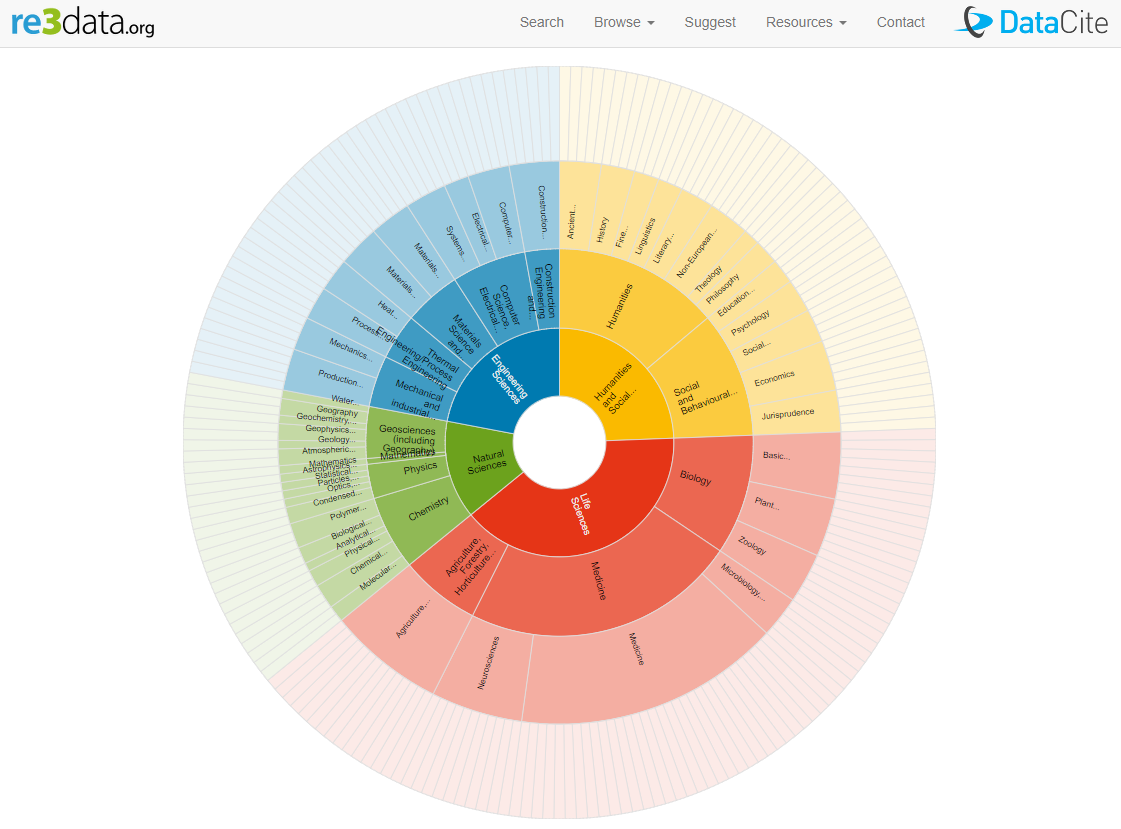 re3data.org
Search
Browse
Suggest
Resources
Contact
DataCite
Humanities
and
Social...
Life
Sciences
Natural
Sciences
Engineering
Sciences
Humanities
Social
and
Behavioural...
Biology
Medicine
Agriculture,
Forestry,
Horticulture...
Chemistry
Physics
Mathematics
Geosciences
(including
Geography)
Mechanical
and
industrial...
Thermal
Engineering/Process
Engineering
Materials
Science
and
Computer
Science,
Electrical...
Construction
Engineering
and...
Ancient...
History
Fine...
Linguistics
Literary...
Non-European...
Theology
Philosophy
Education...
Psychology
Social...
Economics
Jurisprudence
Basic...
Plant...
Zoology
Microbiology,...
Medicine
Neurosciences
Agriculture,...
Molecular...
Chemical...
Physical...
Analytical...
Biological...
Polymer...
Condensed...
Optics,...
Particles,...
Statistical...
Astrophysics...
Mathematics
Atmospheric...
Geology...
Geophysics...
Geochemistry,...
Geography
Water...
Production...
Mechanics...
Process...
Heat...
Materials...
Materials...
Systems...
Electrical...
Computer...
Construction...